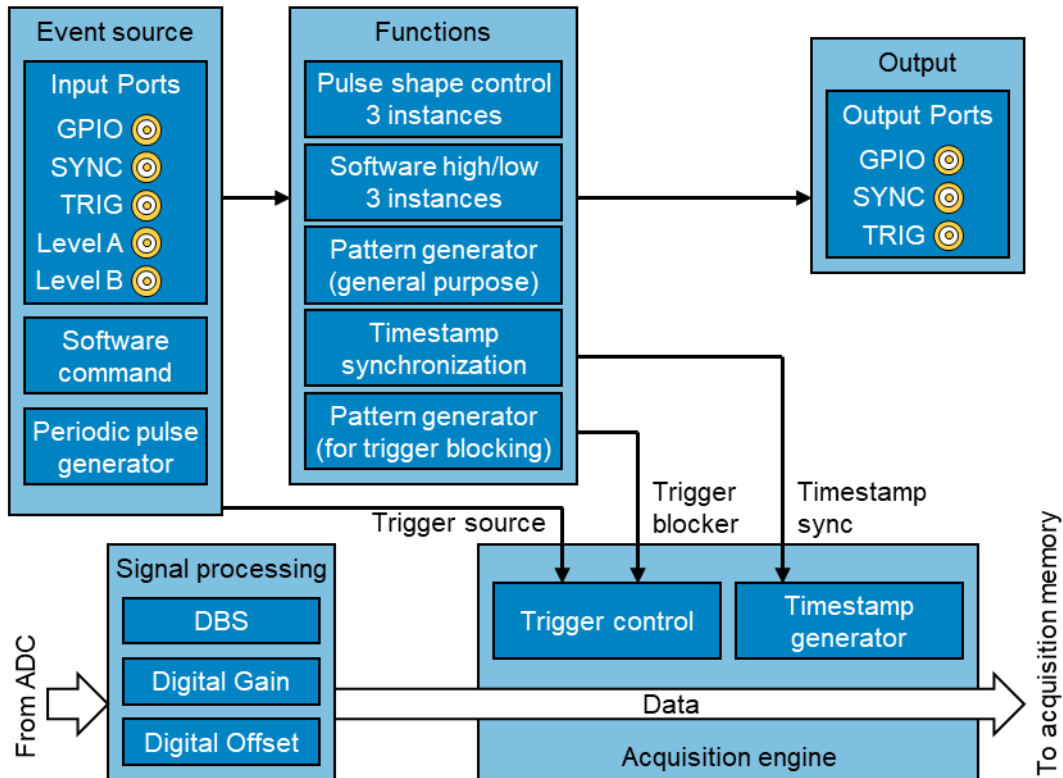 Event source
Input Ports
GPIO
SYNC
TRIG
Level A
Level B
Software
command
Periodic pulse
generator
Functions
Pulse shape control
3 instances
Software high/low
3 instances
Pattern generator
(general purpose)
Timestamp
synchronization
Pattern generator
(for trigger blocking)
Output
Output Ports
GPIO
SYNC
TRIG
Trigger source
Trigger
blocker
Timestamp
sync
Signal processing
DBS
Digital Gain
Digital Offset
From ADC
Trigger control
Timestamp
generator
Data
Acquisition engine
To acquisition memory